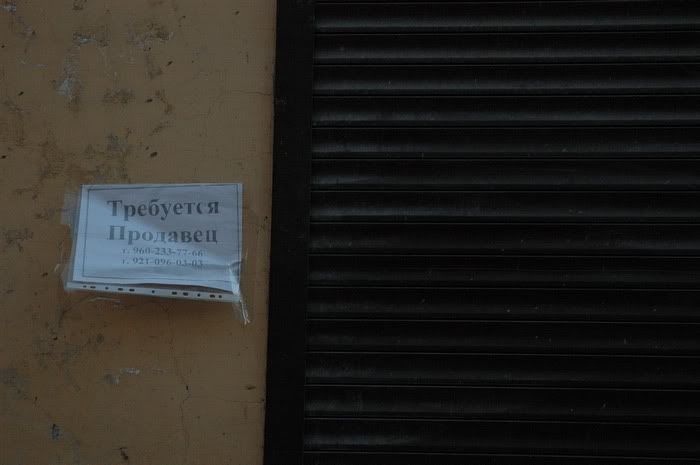 Требуется
Продавец
т. 960-233-77-66
т. 921-096-03-03